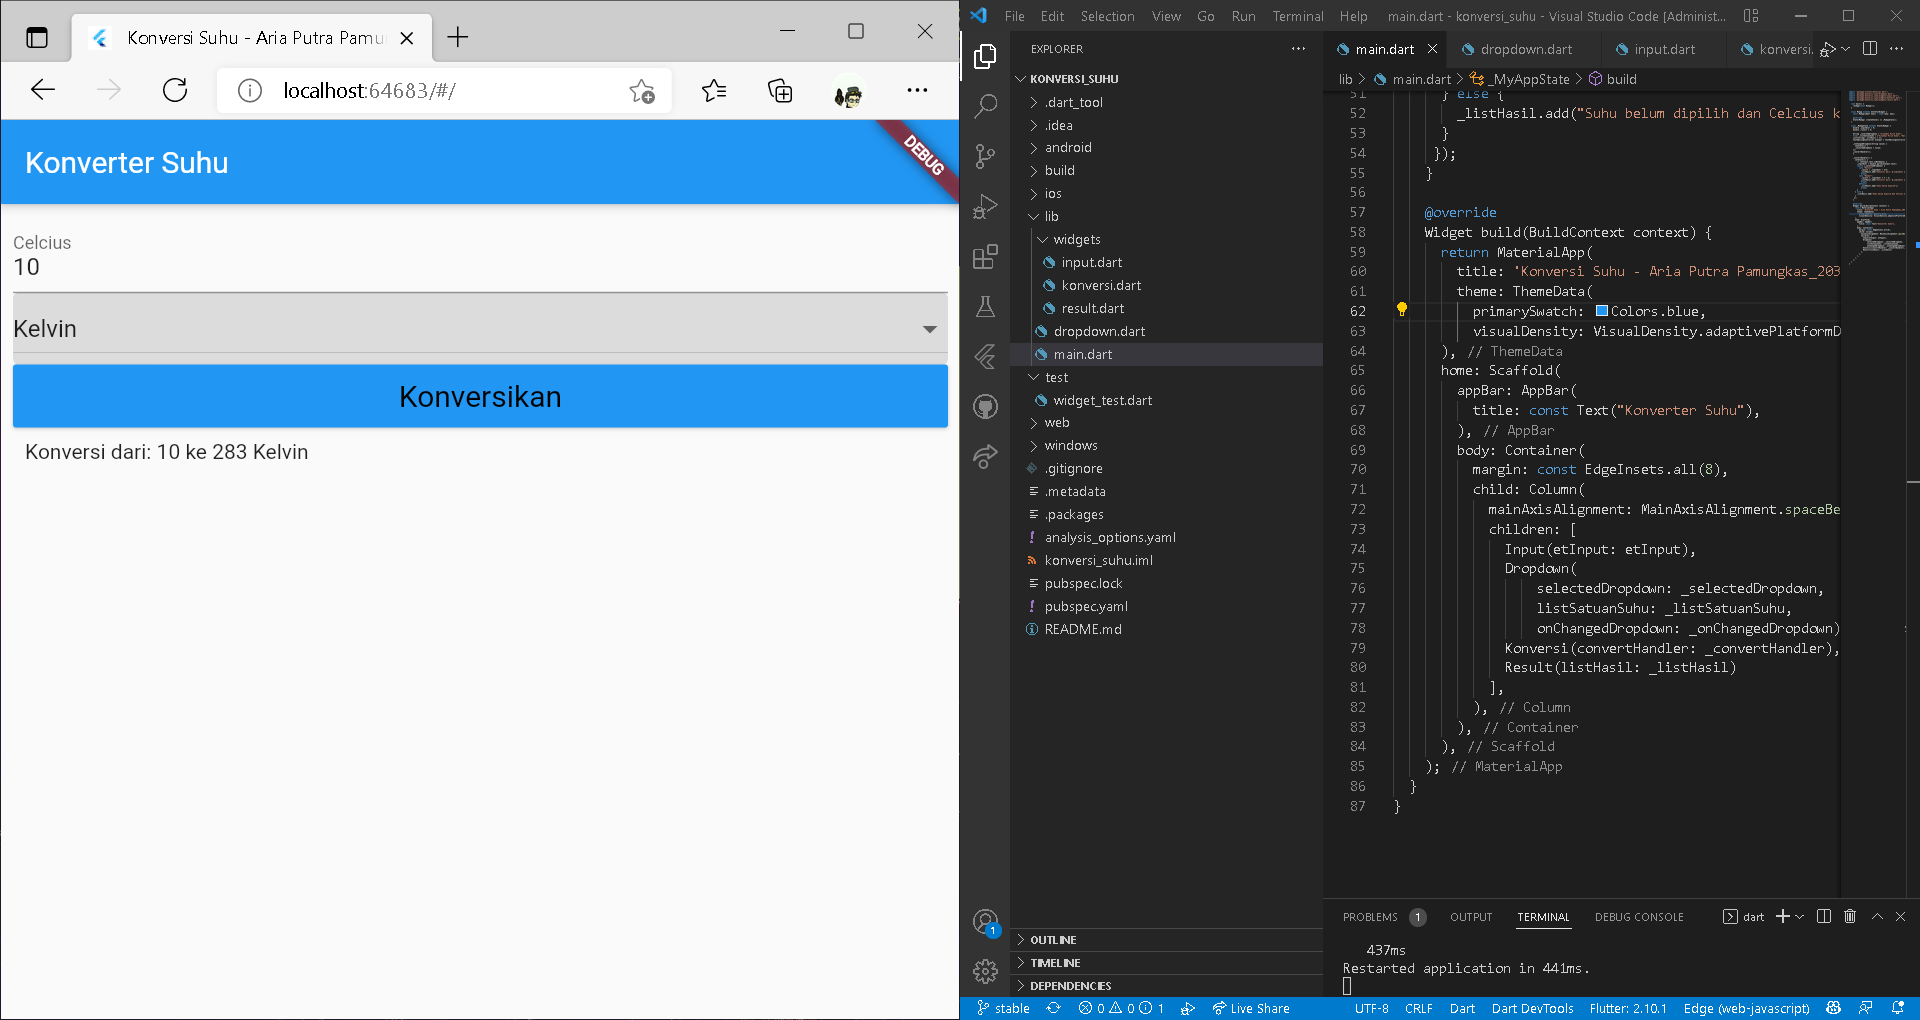 Konversi Suhu - Aria Putra Pamu
localhost:64683/#/
Konverter Suhu
DEBUG
Celcius
10
Kelvin
Konversikan
Konversi dari: 10 ke 283 Kelvin
File Edit Selection View Go Run Terminal Help main.dart - konversi_suhu - Visual Studio Code [Administ...
EXPLORER
KONVERSI_SUHU
.dart_tool
.idea
android
build
ios
lib
widgets
input.dart
konversi.dart
result.dart
dropdown.dart
main.dart
test
widget_test.dart
web
windows
.gitignore
.metadata
.packages
analysis_options.yaml
konversi_suhu.iml
pubspec.lock
pubspec.yaml
README.md
OUTLINE
TIMELINE
DEPENDENCIES
main.dart dropdown.dart input.dart konversi.
lib > main.dart > _MyAppState > build
51 } else {
52 _listHasil.add("Suhu belum dipilih dan Celcius k
53 }
54 });
55 }
56
57 @override
58 Widget build(BuildContext context) {
59 return MaterialApp(
60 title: 'Konversi Suhu - Aria Putra Pamungkas_203
61 theme: ThemeData(
62 primarySwatch: Colors.blue,
63 visualDensity: VisualDensity.adaptivePlatformD
64 ), // ThemeData
65 home: Scaffold(
66 appBar: AppBar(
67 title: const Text("Konverter Suhu"),
68 ), // AppBar
69 body: Container(
70 margin: const EdgeInsets.all(8),
71 child: Column(
72 mainAxisAlignment: MainAxisAlignment.spaceBe
73 children: [
74 Input(etInput: etInput),
75 Dropdown(
76 selectedDropdown: _selectedDropdown,
77 listSatuanSuhu: _listSatuanSuhu,
78 onChangedDropdown: _onChangedDropdown)
79 Konversi(convertHandler: _convertHandler),
80 Result(listHasil: _listHasil)
81 ],
82 ), // Column
83 ), // Container
84 ), // Scaffold
85 ); // MaterialApp
86 }
87 }
PROBLEMS 1 OUTPUT TERMINAL DEBUG CONSOLE dart
437ms
Restarted application in 441ms.
1
stable 0 0 1 Live Share UTF-8 CRLF Dart Dart DevTools Flutter: 2.10.1 Edge (web-javascript)